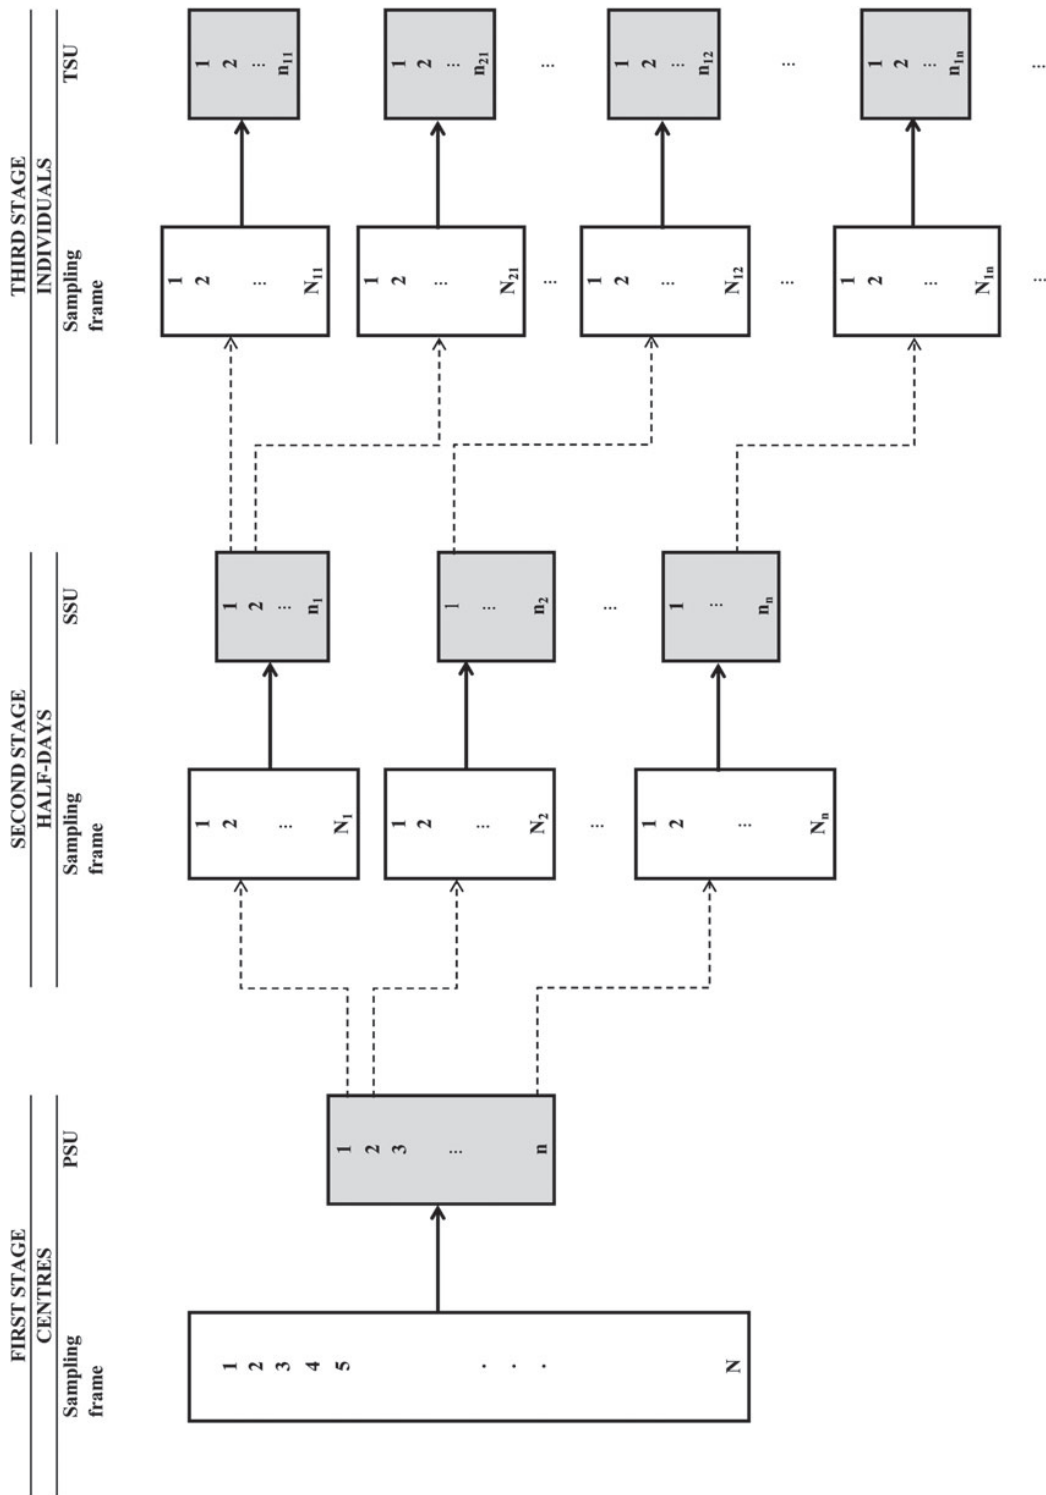 FIRST STAGE
CENTRES
Sampling frame
PSU
1
2
3
4
5
.
.
.
N
1
2
3
...
n
SECOND STAGE
HALF-DAYS
Sampling frame
SSU
1
2
...
N₁
1
2
...
n₁
1
2
...
N₂
1
...
n₂
...
...
1
2
...
Nₙ
1
...
nₙ
THIRD STAGE
INDIVIDUALS
Sampling frame
TSU
1
2
...
N₁₁
1
2
...
n₁₁
1
2
...
N₂₁
1
2
...
n₂₁
...
...
1
2
...
N₁₂
1
2
...
n₁₂
...
...
1
2
...
N₁ₙ
1
2
...
n₁ₙ
...
...